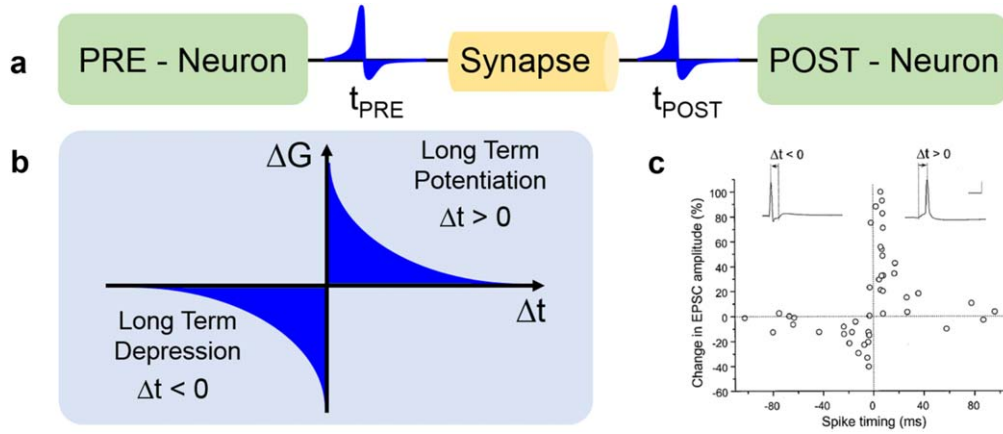 a
PRE - Neuron
Synapse
POST - Neuron
tPRE
tPOST
b
ΔG
Long Term
Potentiation
Δt > 0
Δt
Long Term
Depression
Δt < 0
c
Δt < 0
Δt > 0
Change in EPSC amplitude (%)
100
80
60
40
20
0
-20
-40
-60
-80
-40
0
40
80
Spike timing (ms)